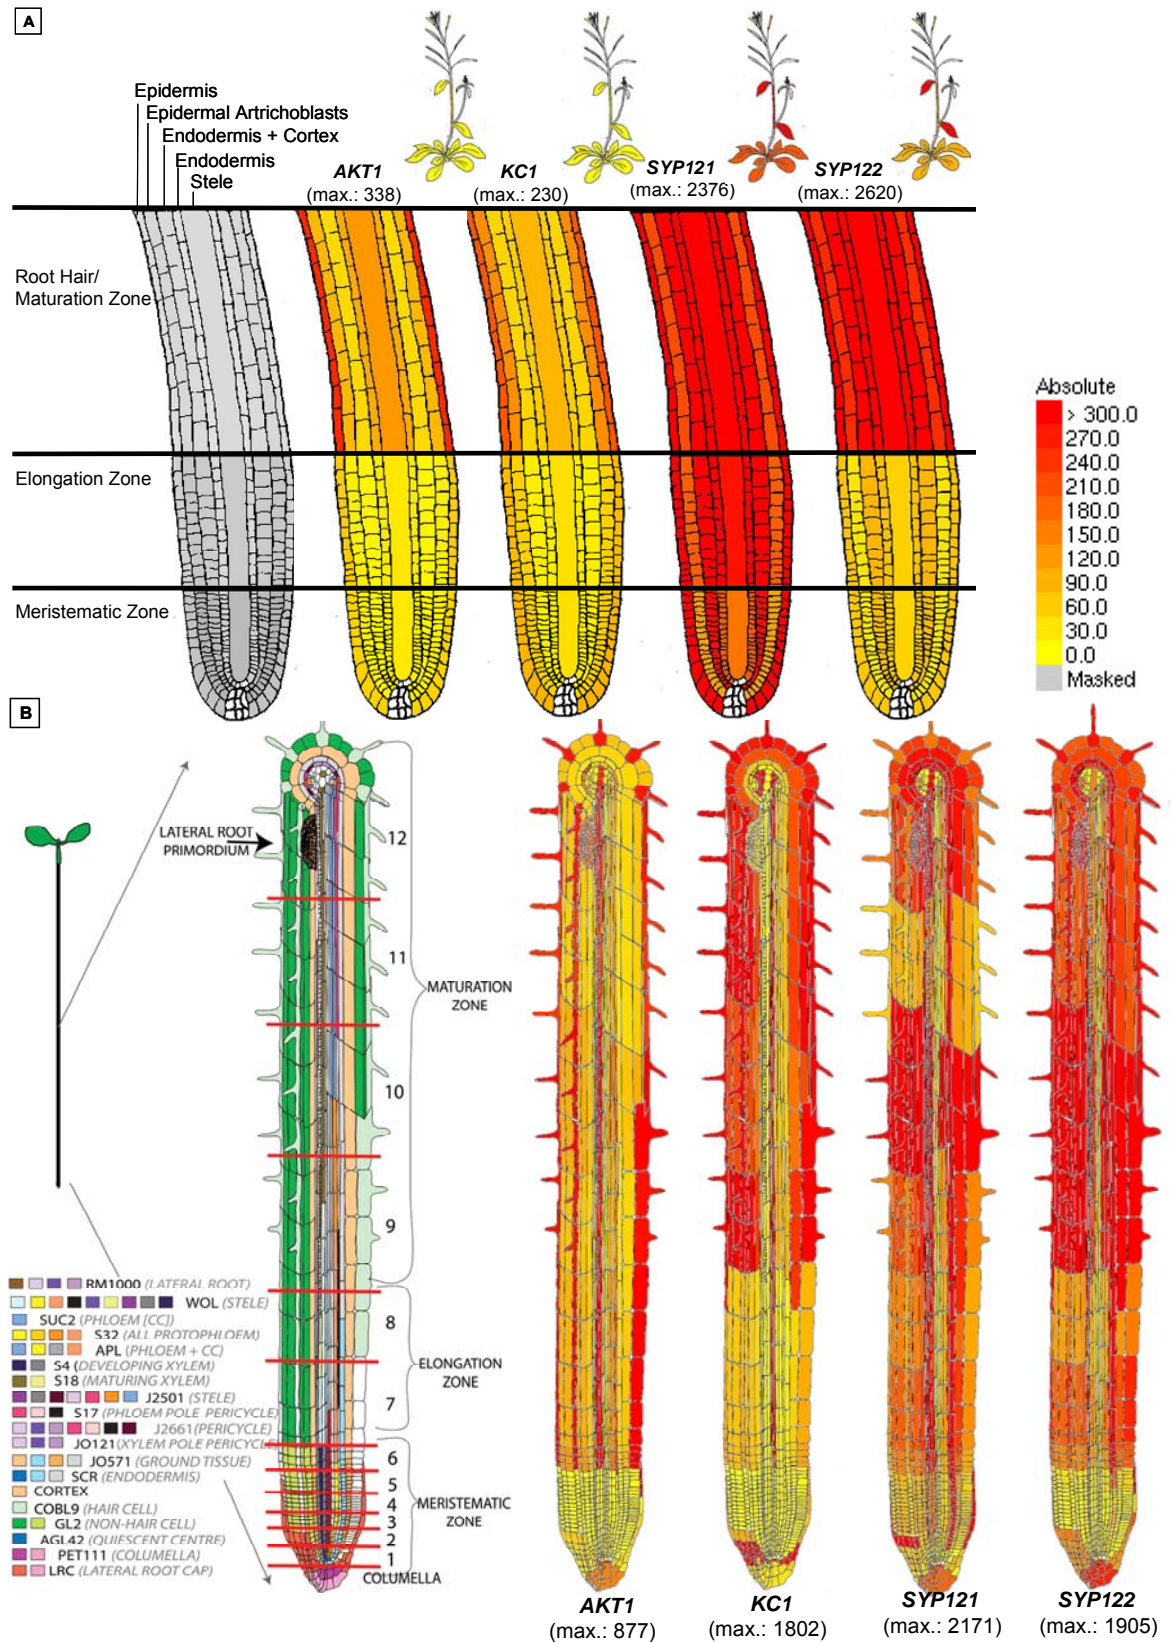 A
Epidermis
Epidermal Artrichoblasts
Endodermis + Cortex
Endodermis
Stele
AKT1
(max.: 338)
KC1
(max.: 230)
SYP121
(max.: 2376)
SYP122
(max.: 2620)
Root Hair/
Maturation Zone
Elongation Zone
Meristematic Zone
Absolute
> 300.0
270.0
240.0
210.0
180.0
150.0
120.0
90.0
60.0
30.0
0.0
Masked
B
LATERAL ROOT
PRIMORDIUM
12
11
MATURATION
ZONE
10
9
8
ELONGATION
ZONE
7
6
5
4
MERISTEMATIC
ZONE
3
2
1
COLUMELLA
RM1000 (LATERAL ROOT)
WOL (STELE)
SUC2 (PHLOEM [CC])
S32 (ALL PROTOPHLOEM)
APL (PHLOEM + CC)
S4 (DEVELOPING XYLEM)
S18 (MATURING XYLEM)
J2501 (STELE)
S17 (PHLOEM POLE PERICYCLE)
J2661(PERICYCLE)
JO121(XYLEM POLE PERICYCLE)
JO571 (GROUND TISSUE)
SCR (ENDODERMIS)
CORTEX
COBL9 (HAIR CELL)
GL2 (NON-HAIR CELL)
AGL42 (QUIESCENT CENTRE)
PET111 (COLUMELLA)
LRC (LATERAL ROOT CAP)
AKT1
(max.: 877)
KC1
(max.: 1802)
SYP121
(max.: 2171)
SYP122
(max.: 1905)